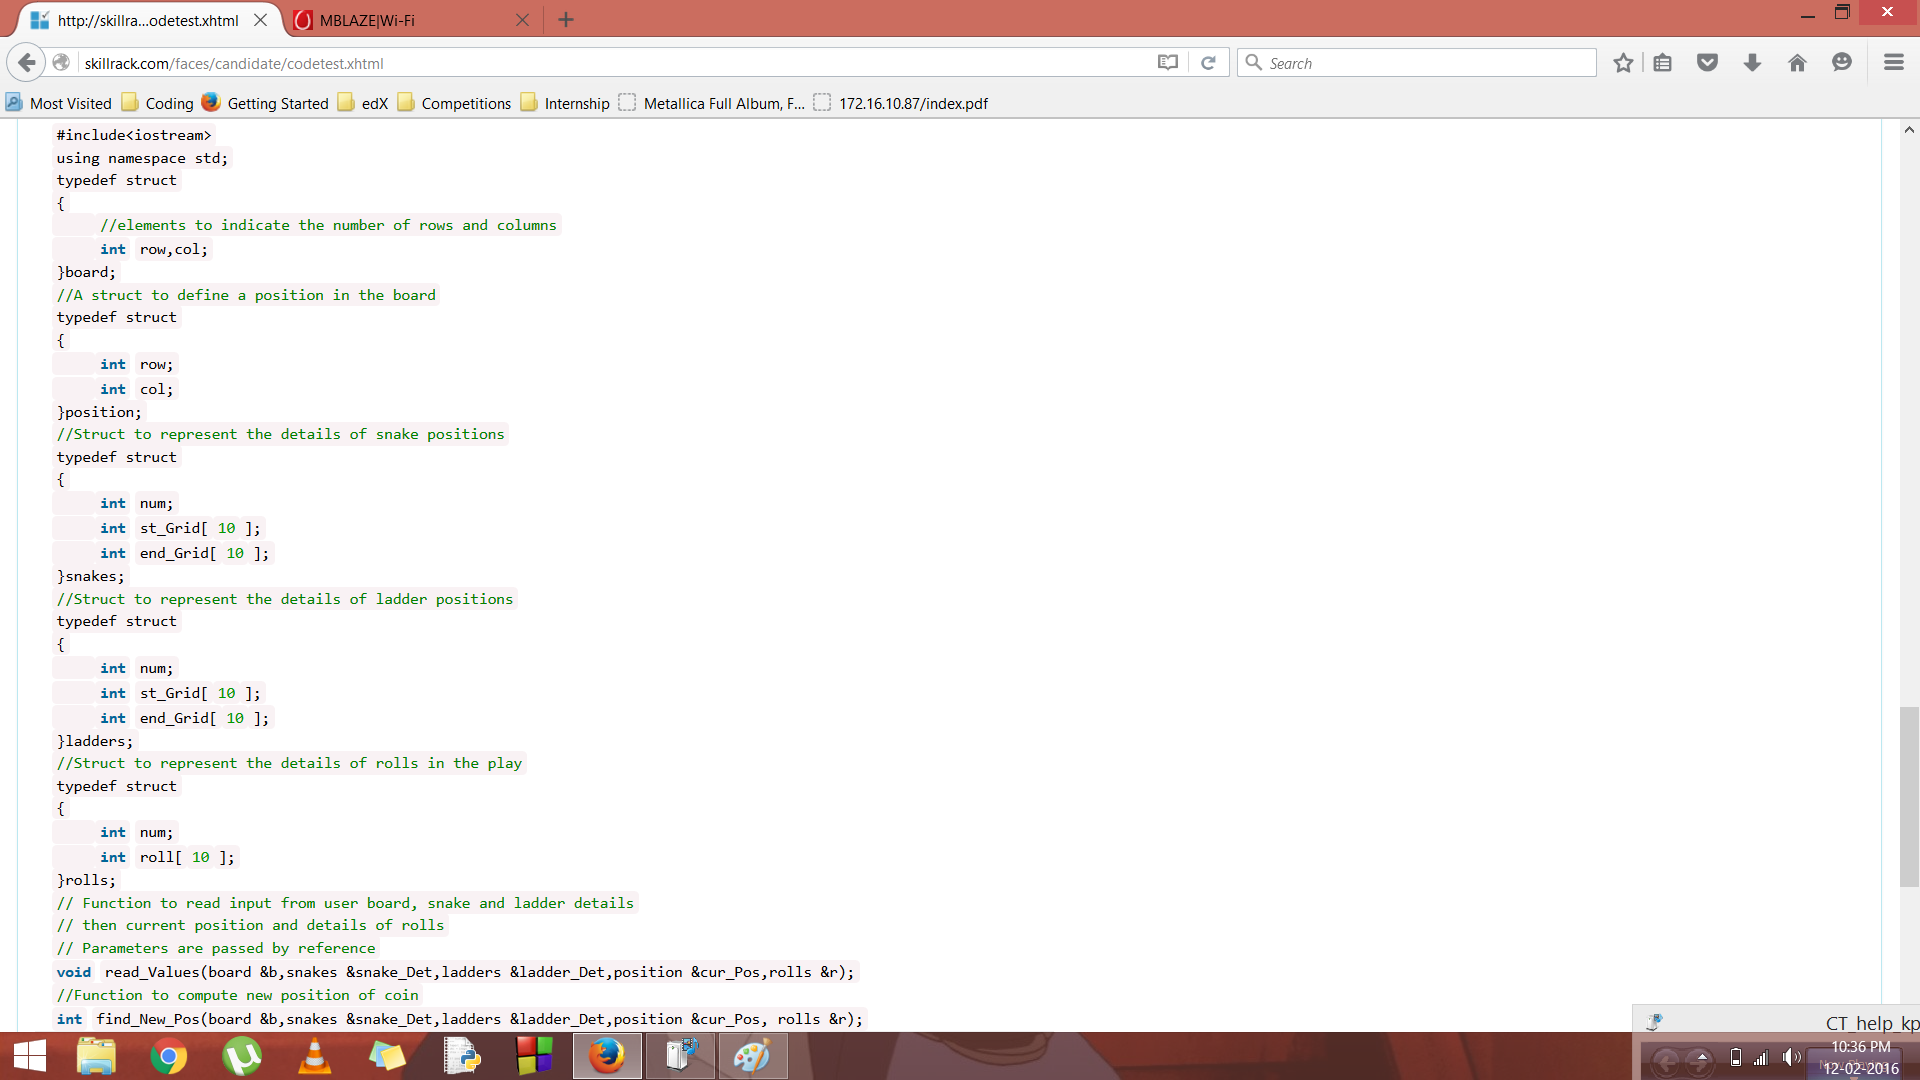 http://skillra...odetest.xhtml
MBLAZE|Wi-Fi
skillrack.com/faces/candidate/codetest.xhtml
Search
Most Visited Coding Getting Started edX Competitions Internship Metallica Full Album, F... 172.16.10.87/index.pdf
#include<iostream>
using namespace std;
typedef struct
{
//elements to indicate the number of rows and columns
int row,col;
}board;
//A struct to define a position in the board
typedef struct
{
int row;
int col;
}position;
//Struct to represent the details of snake positions
typedef struct
{
int num;
int st_Grid[ 10 ];
int end_Grid[ 10 ];
}snakes;
//Struct to represent the details of ladder positions
typedef struct
{
int num;
int st_Grid[ 10 ];
int end_Grid[ 10 ];
}ladders;
//Struct to represent the details of rolls in the play
typedef struct
{
int num;
int roll[ 10 ];
}rolls;
// Function to read input from user board, snake and ladder details
// then current position and details of rolls
// Parameters are passed by reference
void read_Values(board &b,snakes &snake_Det,ladders &ladder_Det,position &cur_Pos,rolls &r);
//Function to compute new position of coin
int find_New_Pos(board &b,snakes &snake_Det,ladders &ladder_Det,position &cur_Pos, rolls &r);
CT_help_kp
10:36 PM
12-02-2016